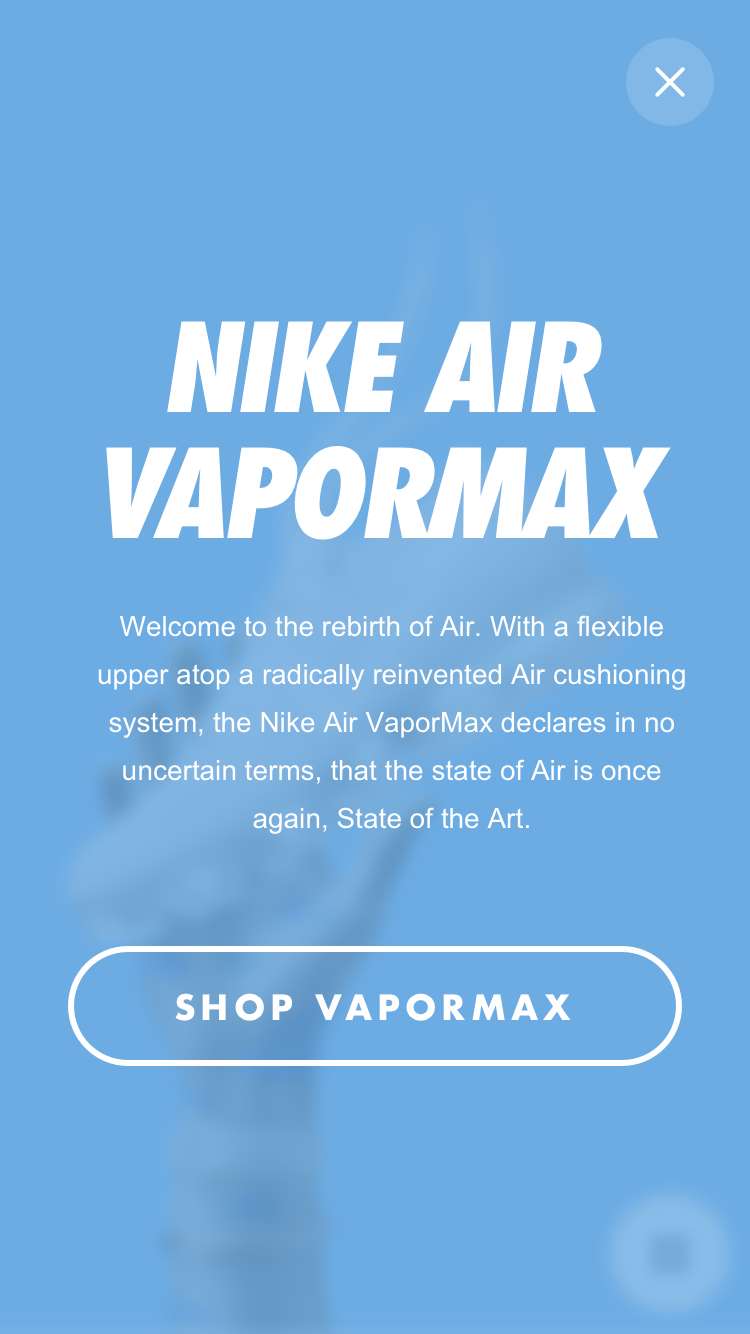 NIKE AIR
VAPORMAX
Welcome to the rebirth of Air. With a flexible
upper atop a radically reinvented Air cushioning
system, the Nike Air VaporMax declares in no
uncertain terms, that the state of Air is once
again, State of the Art.
SHOP VAPORMAX